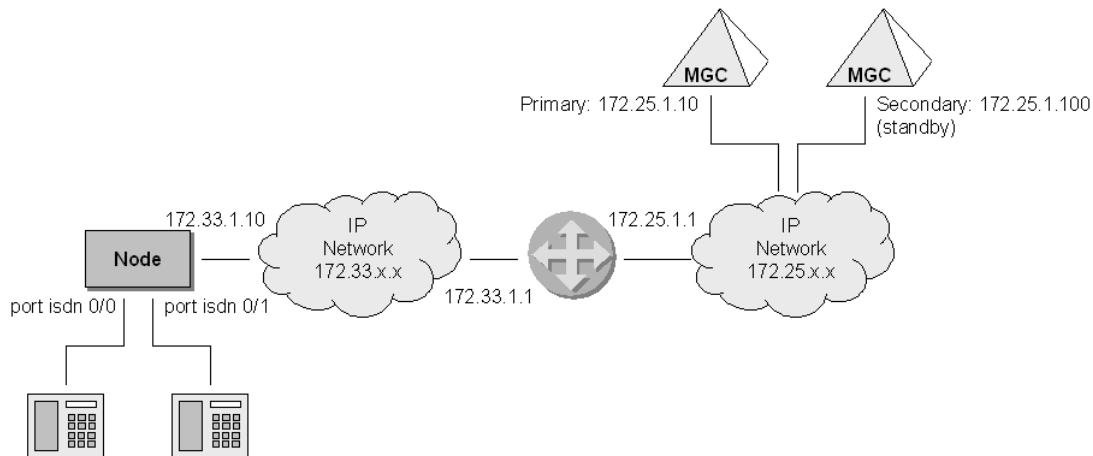 MGC
MGC
Primary: 172.25.1.10
Secondary: 172.25.1.100
(standby)
172.33.1.10
IP
Network
172.33.x.x
172.25.1.1
IP
Network
172.25.x.x
Node
172.33.1.1
port isdn 0/0
port isdn 0/1